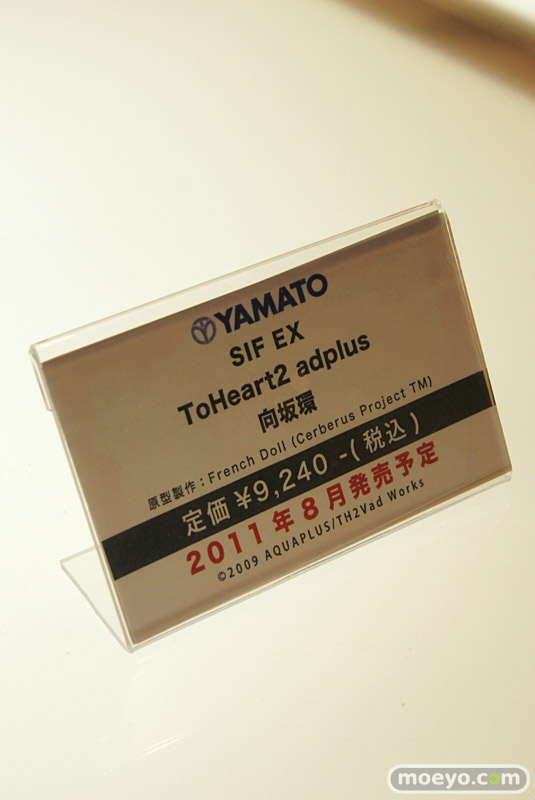 YAMATO
SIF EX
ToHeart2 adplus
向坂環
原型製作：French Doll (Cerberus Project TM)
定価 ¥9,240 -(税込)
2011年8月発売予定
©2009 AQUAPLUS/TH2Vad Works
moeyo.com